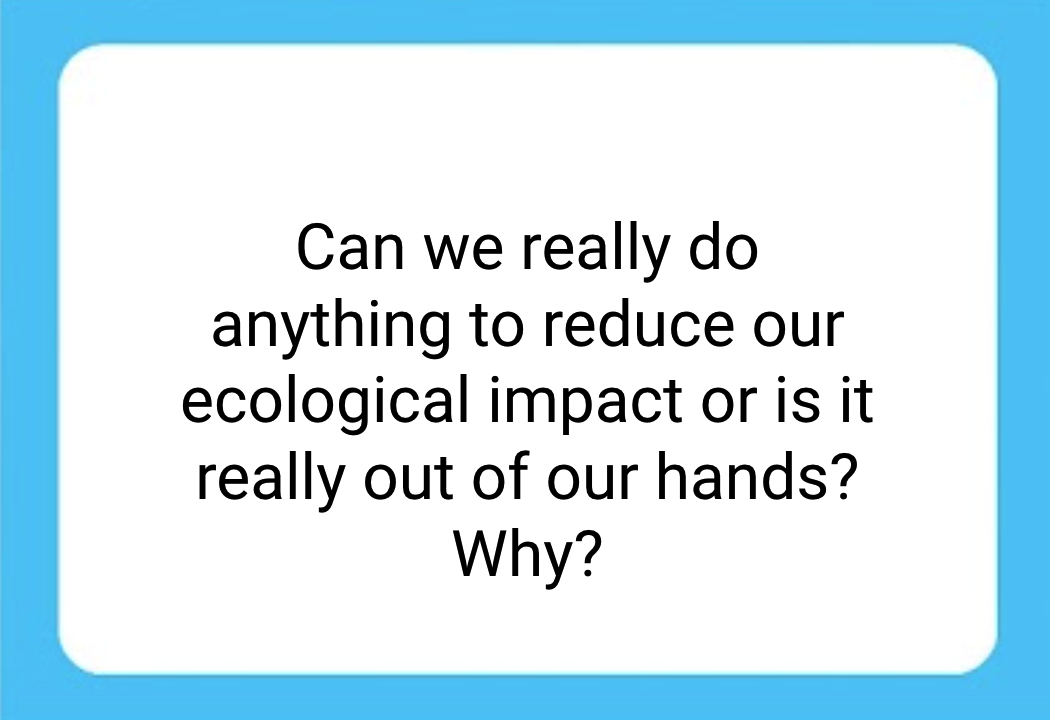 Can we really do
anything to reduce our
ecological impact or is it
really out of our hands?
Why?